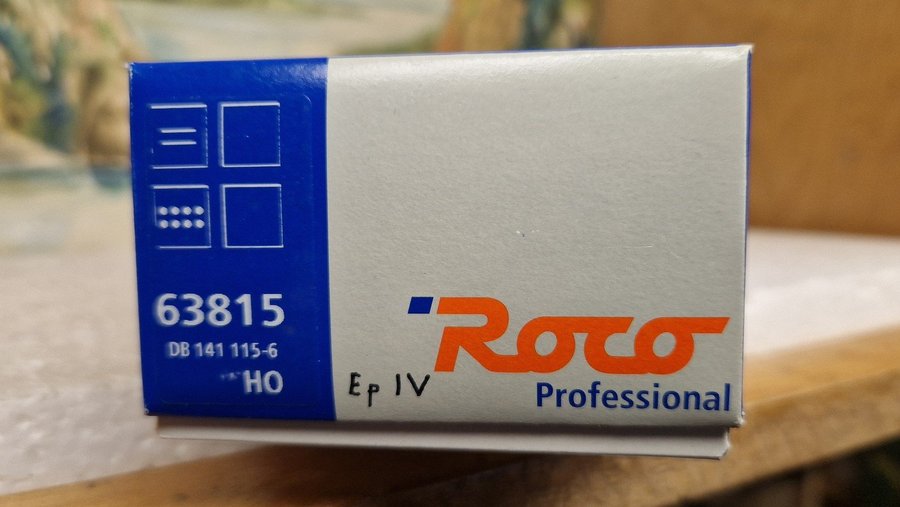 63815
DB 141 115-6
HO
Ep IV
Roco
Professional